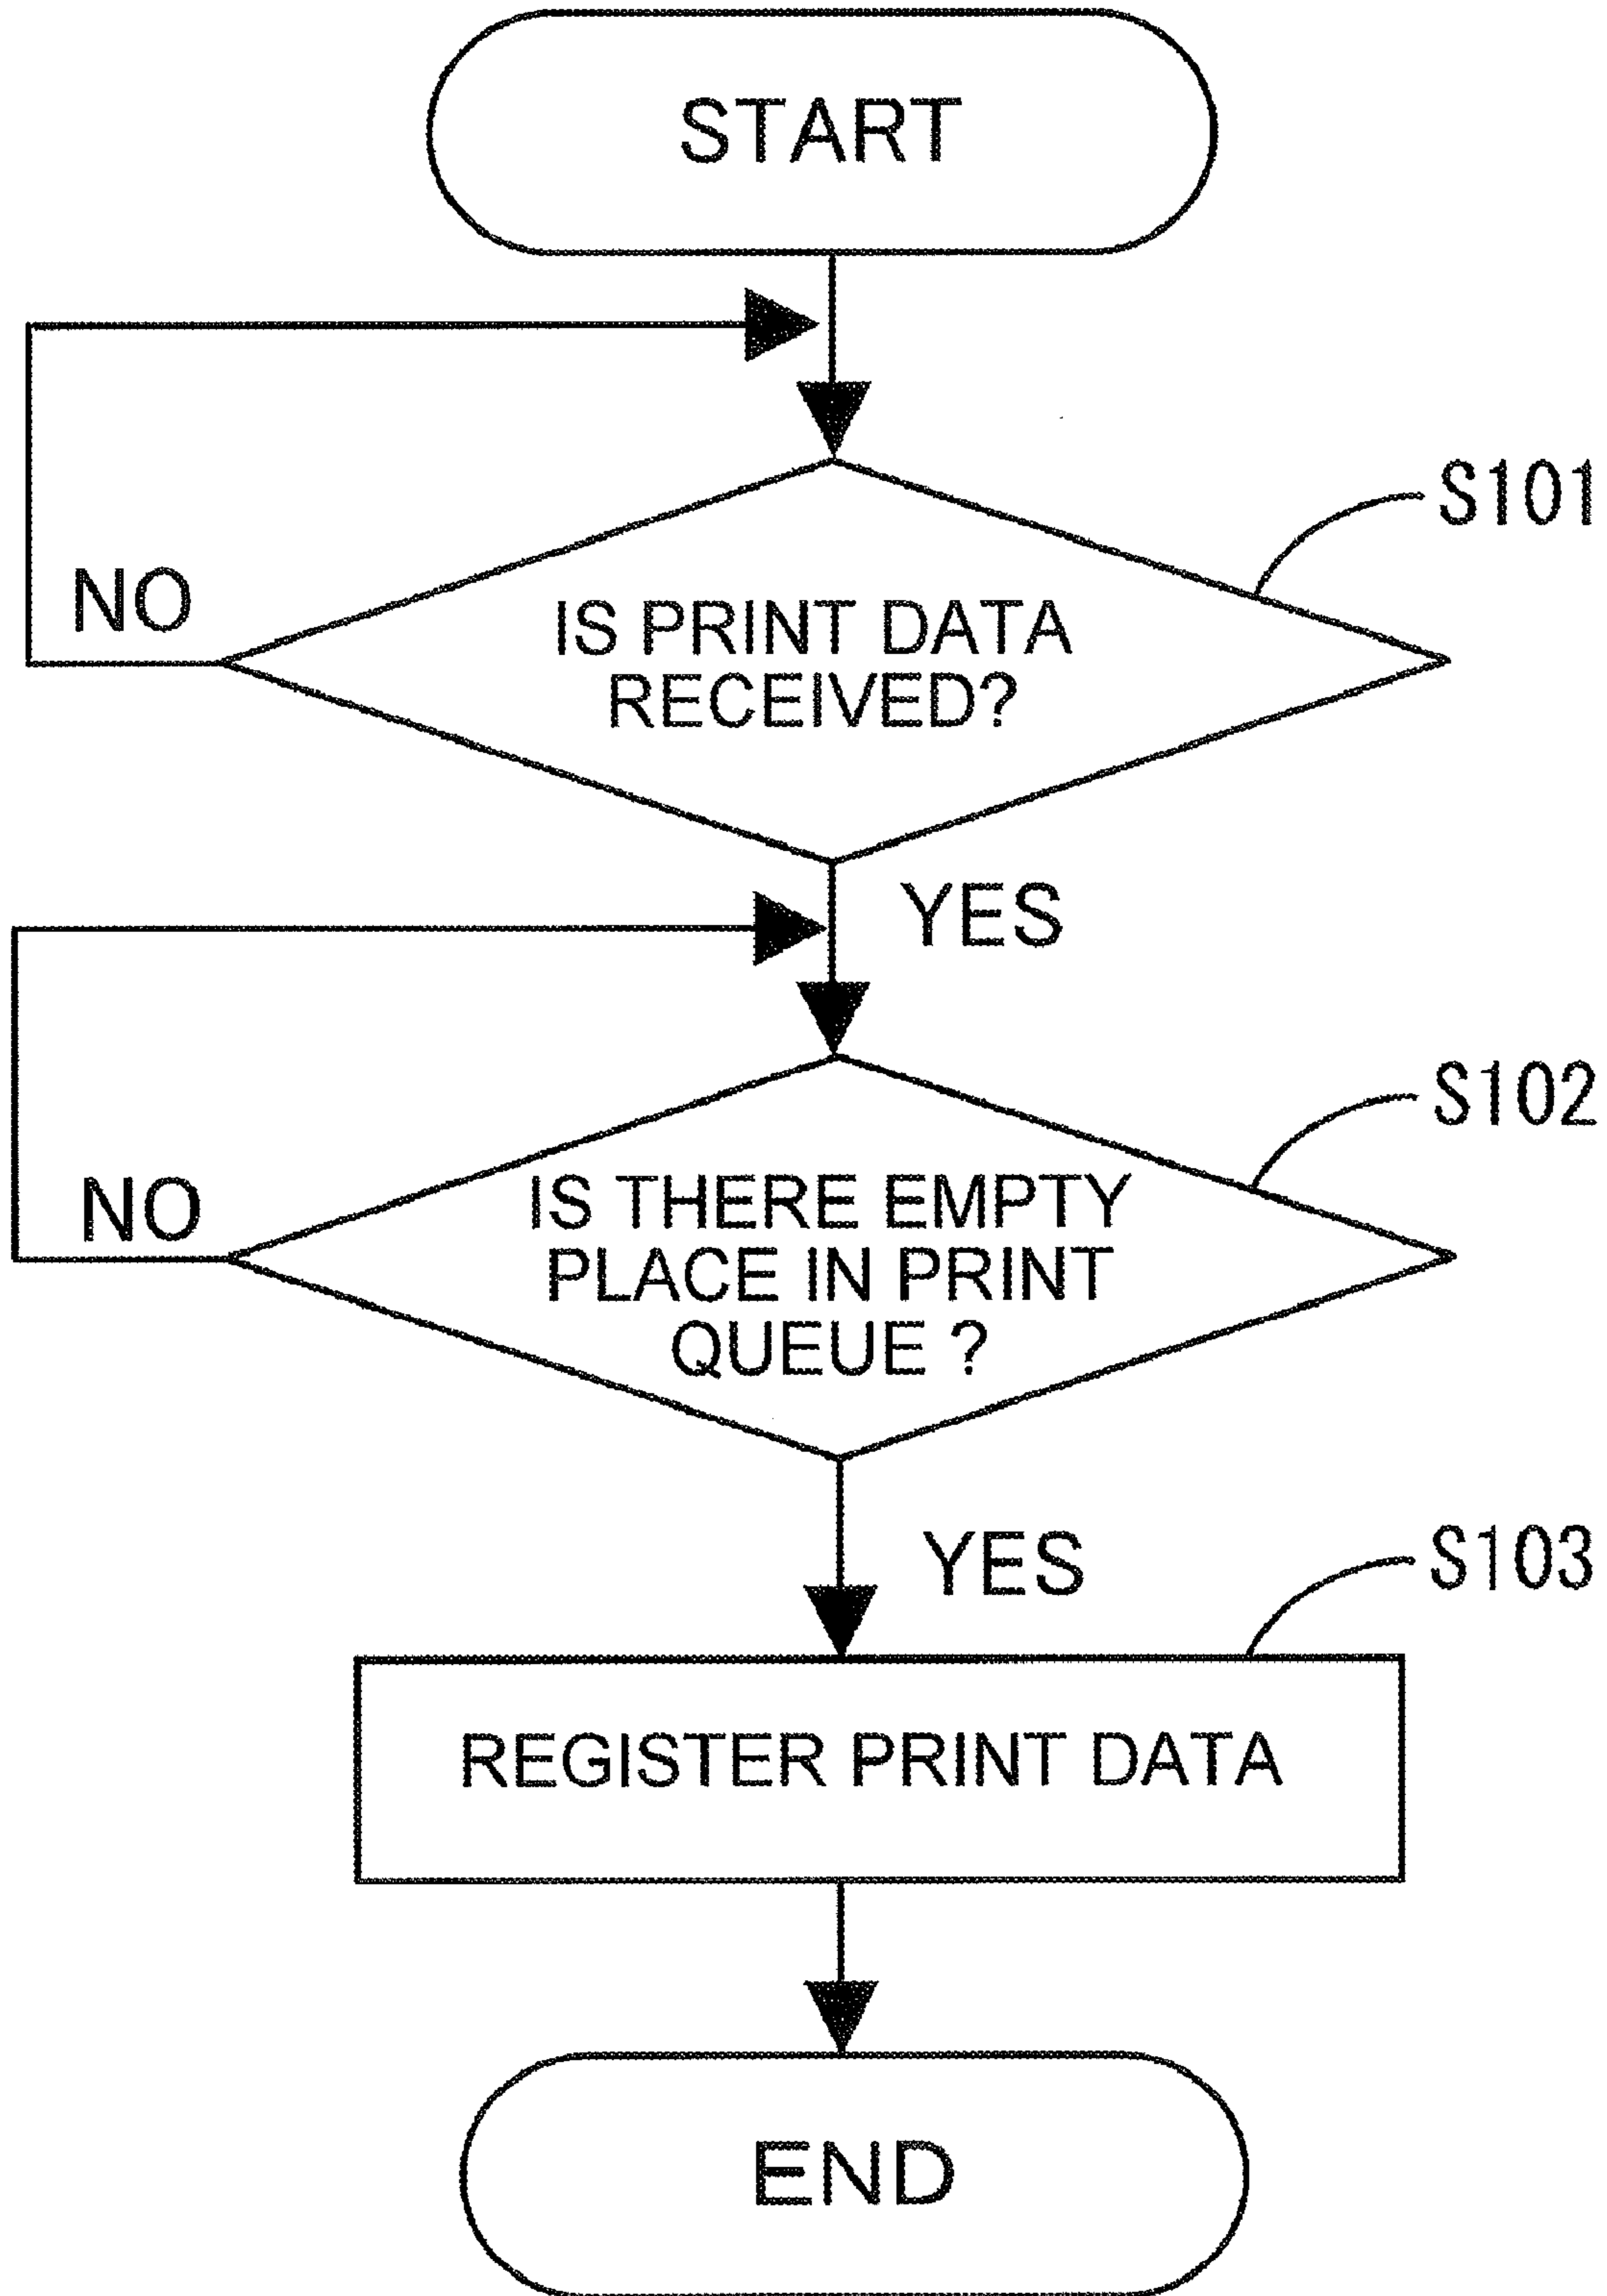 START
S101
NO
IS PRINT DATA
RECEIVED?
YES
S102
NO
IS THERE EMPTY
PLACE IN PRINT
QUEUE ?
YES
S103
REGISTER PRINT DATA
END